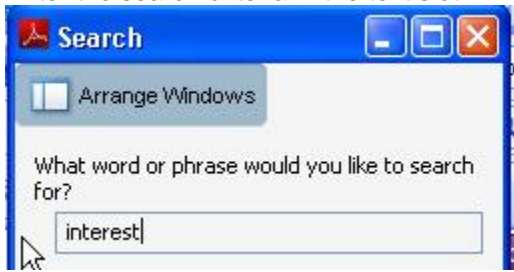 Search
Arrange Windows
What word or phrase would you like to search
for?
interest